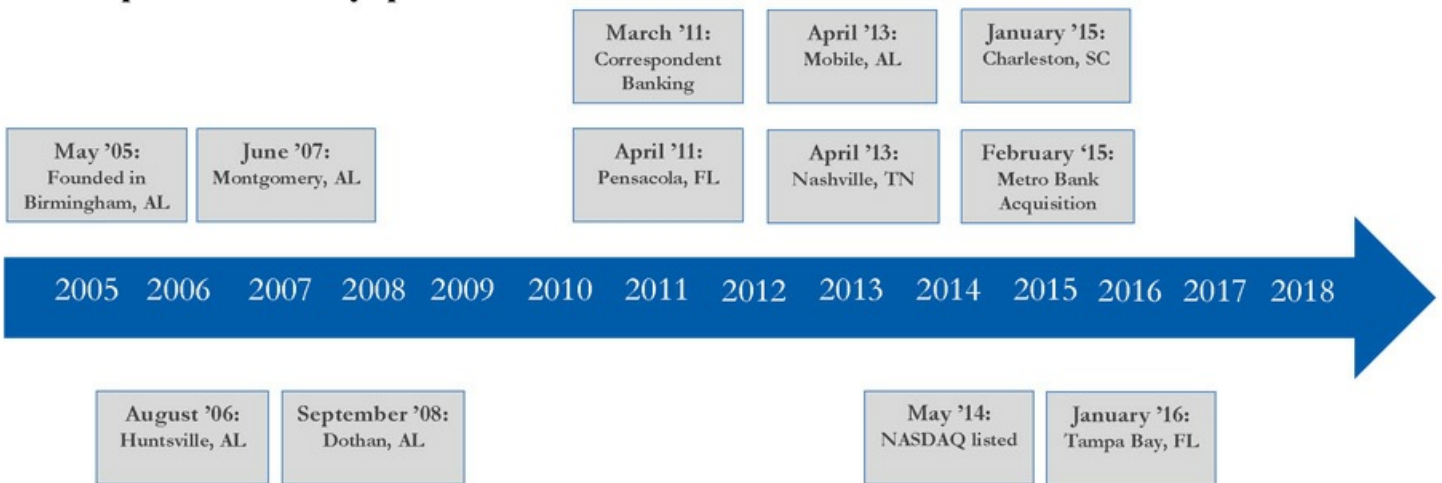 March ’11:
Correspondent
Banking
April ’13:
Mobile, AL
January ’15:
Charleston, SC
May ’05:
Founded in
Birmingham, AL
June ’07:
Montgomery, AL
April ’11:
Pensacola, FL
April ’13:
Nashville, TN
February ‘15:
Metro Bank
Acquisition
2005 2006 2007 2008 2009 2010 2011 2012 2013 2014 2015 2016 2017 2018
August ’06:
Huntsville, AL
September ’08:
Dothan, AL
May ’14:
NASDAQ listed
January ’16:
Tampa Bay, FL